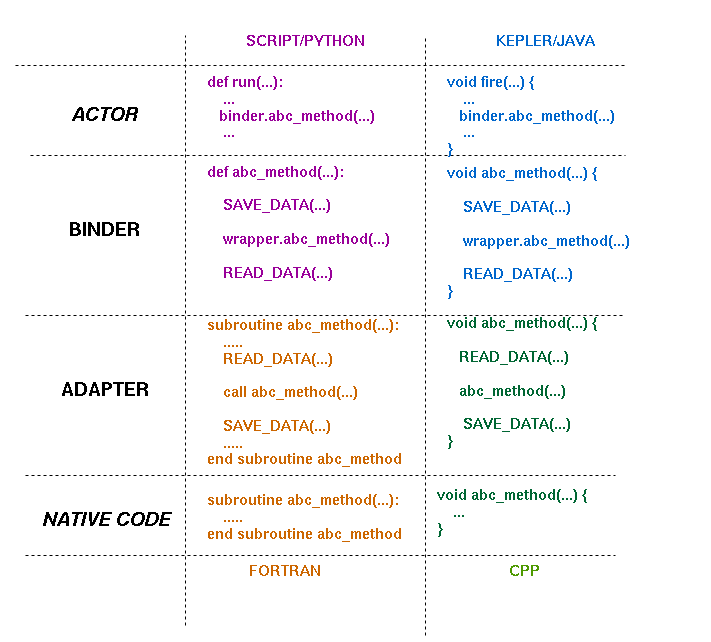 SCRIPT/PYTHON
KEPLER/JAVA
ACTOR
def run(...):
...
binder.abc_method(...)
...
void fire(...) {
...
binder.abc_method(...)
...
}
BINDER
def abc_method(...):
SAVE_DATA(...)
wrapper.abc_method(...)
READ_DATA(...)
void abc_method(...) {
SAVE_DATA(...)
wrapper.abc_method(...)
READ_DATA(...)
}
ADAPTER
subroutine abc_method(...):
.....
READ_DATA(...)
call abc_method(...)
SAVE_DATA(...)
.....
end subroutine abc_method
void abc_method(...) {
READ_DATA(...)
abc_method(...)
SAVE_DATA(...)
}
NATIVE CODE
subroutine abc_method(...):
.....
end subroutine abc_method
void abc_method(...) {
...
}
FORTRAN
CPP